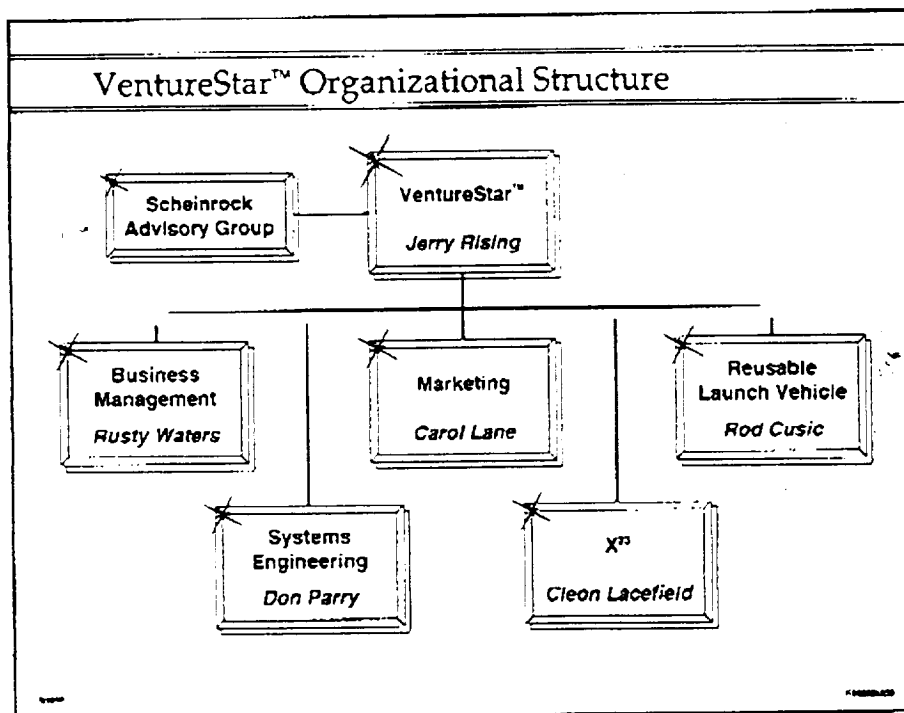 VentureStar™ Organizational Structure
Scheinrock
Advisory Group
VentureStar™
Jerry Rising
Business
Management
Rusty Waters
Marketing
Carol Lane
Reusable
Launch Vehicle
Rod Cusic
Systems
Engineering
Don Parry
X³³
Cleon Lacefield